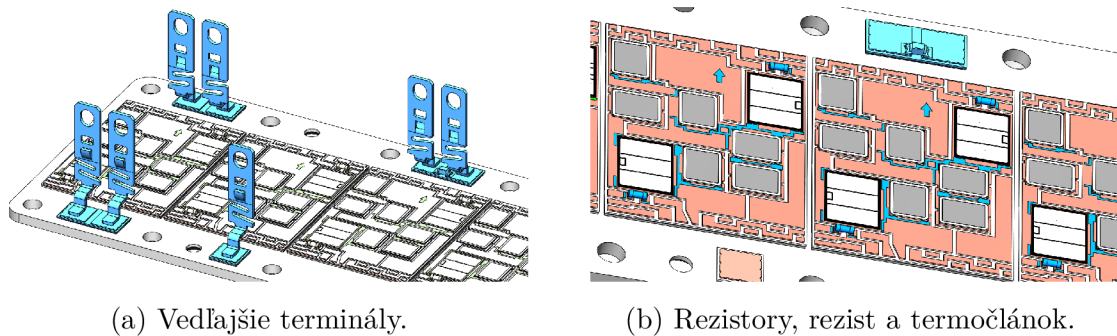 (a) Vedľajšie terminály.
(b) Rezistory, rezist a termočlánok.